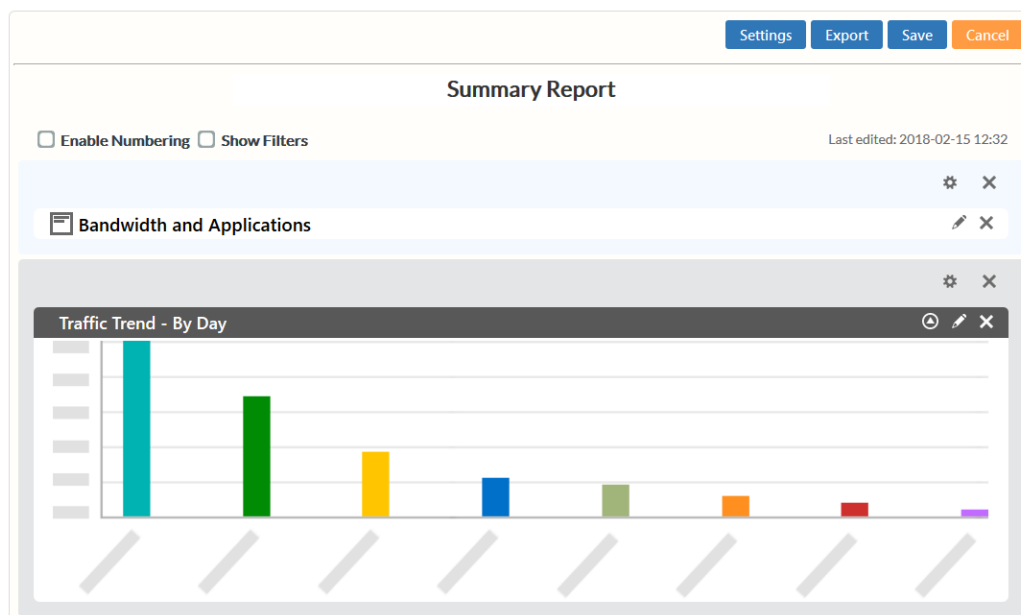 Settings Export Save Cancel
Summary Report
Enable Numbering Show Filters Last edited: 2018-02-15 12:32
Bandwidth and Applications
Traffic Trend - By Day